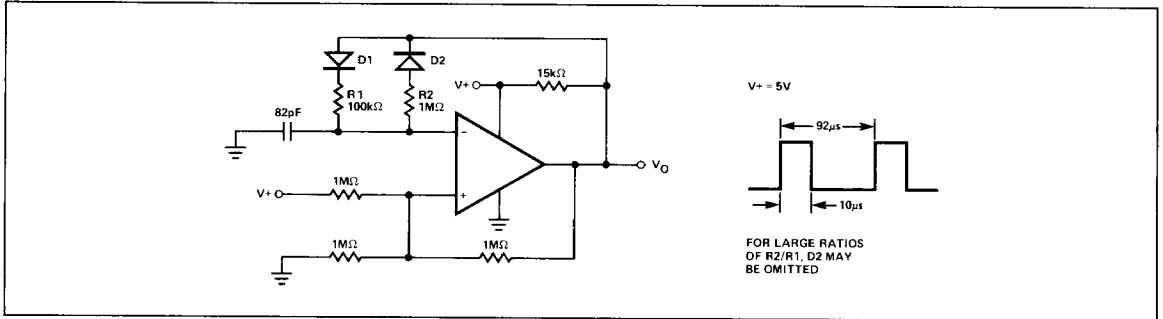 D1
D2
R1
100kΩ
R2
1MΩ
V+
15kΩ
82pF
−
+
V+
1MΩ
1MΩ
1MΩ
VO
V+ = 5V
92μs
10μs
FOR LARGE RATIOS
OF R2/R1, D2 MAY
BE OMITTED